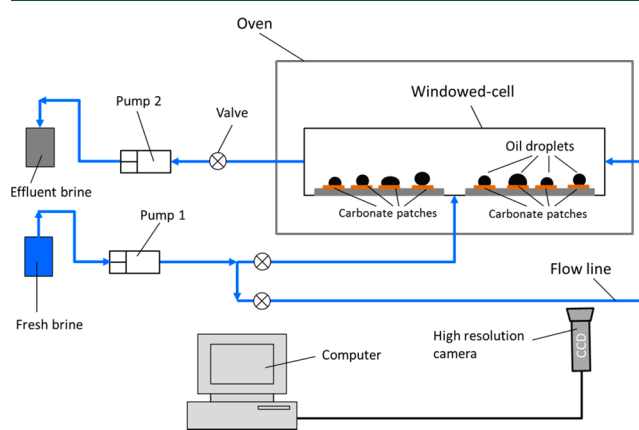 Oven
Windowed-cell
Pump 2
Valve
Oil droplets
Effluent brine
Carbonate patches
Carbonate patches
Pump 1
Flow line
Fresh brine
High resolution
camera
CCD
Computer